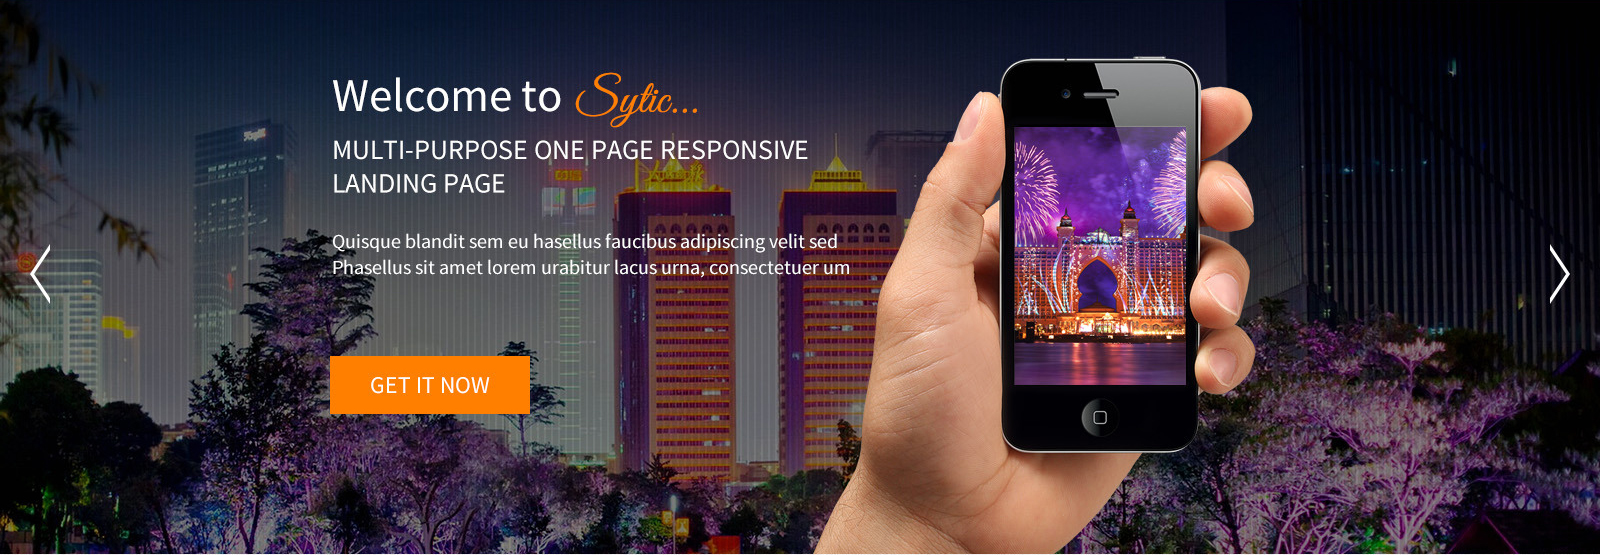 Welcome to Sytic...
MULTI-PURPOSE ONE PAGE RESPONSIVE
LANDING PAGE
Quisque blandit sem eu hasellus faucibus adipiscing velit sed
Phasellus sit amet lorem urabitur lacus urna, consectetuer um
GET IT NOW